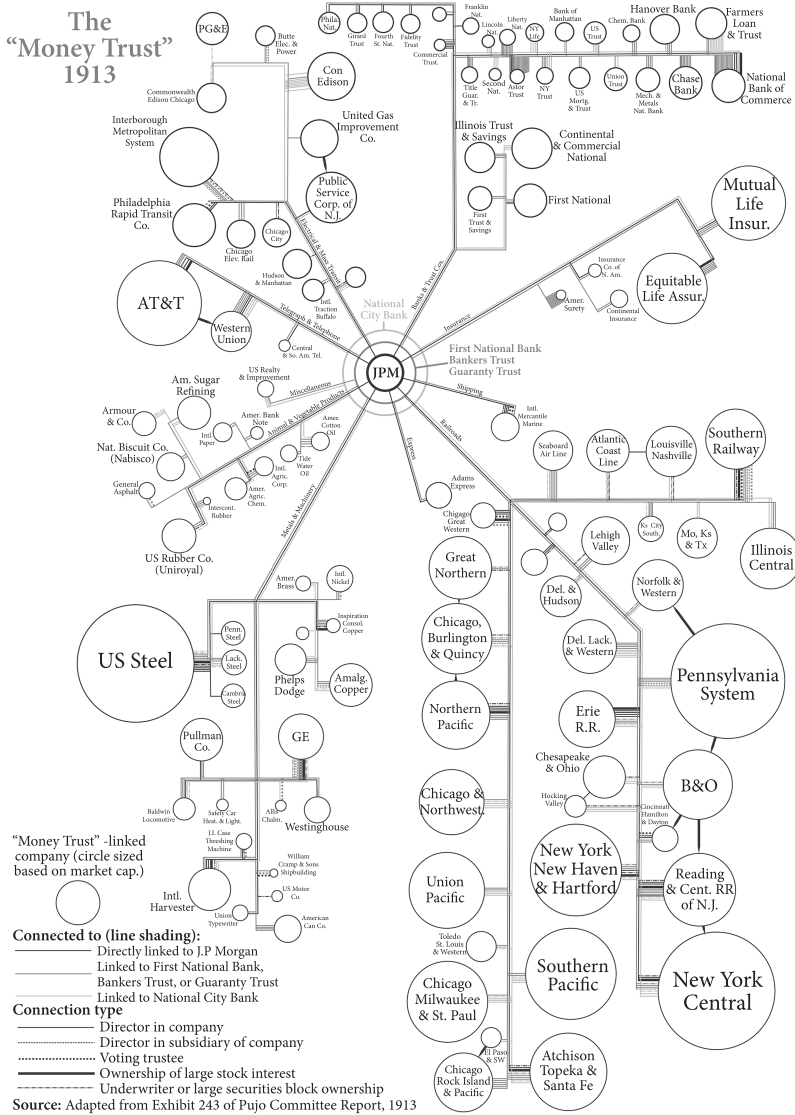 The
“Money Trust”
1913
PG&E
Butte
Elec. &
Power
Con
Edison
Commonwealth
Edison Chicago
Interborough
Metropolitan
System
United Gas
Improvement
Co.
Public
Service
Corp. of
N.J.
Philadelphia
Rapid Transit
Co.
Chicago
Elev. Rail
Chicago
City
Hudson
& Manhattan
Intl.
Traction
Buffalo
Electrical & Mass Transit
Phila.
Nat.
Girard
Trust
Fourth
St. Nat.
Fidelity
Trust
Commercial
Trust.
Franklin
Nat.
Lincoln
Nat.
Liberty
Nat.
NY
Life
Bank of
Manhattan
US
Trust
Chem. Bank
Hanover Bank
Farmers
Loan
& Trust
Title
Guar.
& Tr.
Second
Nat.
Astor
Trust
NY
Trust
US
Mortg.
& Trust
Union
Trust
Mech. &
Metals
Nat. Bank
Chase
Bank
National
Bank of
Commerce
Illinois Trust
& Savings
Continental
& Commercial
National
First
Trust &
Savings
First National
Banks & Trust Cos.
Mutual
Life
Insur.
Equitable
Life Assur.
Insurance
Co. of
N. Am.
Amer.
Surety
Continental
Insurance
Insurance
AT&T
Western
Union
Central
& So. Am. Tel.
Telegraph & Telephone
National
City Bank
First National Bank
Bankers Trust
Guaranty Trust
JPM
US Realty
& Improvement
Miscellaneous
Am. Sugar
Refining
Armour
& Co.
Intl.
Paper
Amer. Bank
Note
Amer.
Cotton
Oil
Nat. Biscuit Co.
(Nabisco)
General
Asphalt
Intercont.
Rubber
Amer.
Agric.
Chem.
Intl.
Agric.
Corp.
Tide
Water
Oil
US Rubber Co.
(Uniroyal)
Animal & Vegetable Products
Shipping
Intl.
Mercantile
Marine
Express
Adams
Express
Railroads
Seaboard
Air Line
Atlantic
Coast
Line
Louisville
Nashville
Southern
Railway
Chigago
Great
Western
Ks City
South.
Mo, Ks
& Tx
Illinois
Central
Great
Northern
Lehigh
Valley
Del. &
Hudson
Norfolk &
Western
Chicago,
Burlington
& Quincy
Del. Lack.
& Western
Pennsylvania
System
Northern
Pacific
Erie
R.R.
Chesapeake
& Ohio
Hocking
Valley
B&O
Cincinnati
Hamilton
& Dayton
Chicago &
Northwest.
New York
New Haven
& Hartford
Reading
& Cent. RR
of N.J.
Union
Pacific
Toledo
St. Louis
& Western
Southern
Pacific
New York
Central
Chicago
Milwaukee
& St. Paul
El Paso
& SW
Chicago
Rock Island
& Pacific
Atchison
Topeka &
Santa Fe
Metals & Machinery
Amer.
Brass
Intl.
Nickel
Inspiration
Consol.
Copper
US Steel
Penn.
Steel
Lack.
Steel
Cambria
Steel
Phelps
Dodge
Amalg.
Copper
Pullman
Co.
GE
Baldwin
Locomotive
Safety Car
Heat. & Light.
Allis
Chalm.
Westinghouse
J.I. Case
Threshing
Machine
William
Cramp & Sons
Shipbuilding
Intl.
Harvester
US Motor
Co.
Union
Typewriter
American
Can Co.
“Money Trust” -linked
company (circle sized
based on market cap.)
Connected to (line shading):
Directly linked to J.P Morgan
Linked to First National Bank,
Bankers Trust, or Guaranty Trust
Linked to National City Bank
Connection type
Director in company
Director in subsidiary of company
Voting trustee
Ownership of large stock interest
Underwriter or large securities block ownership
Source: Adapted from Exhibit 243 of Pujo Committee Report, 1913